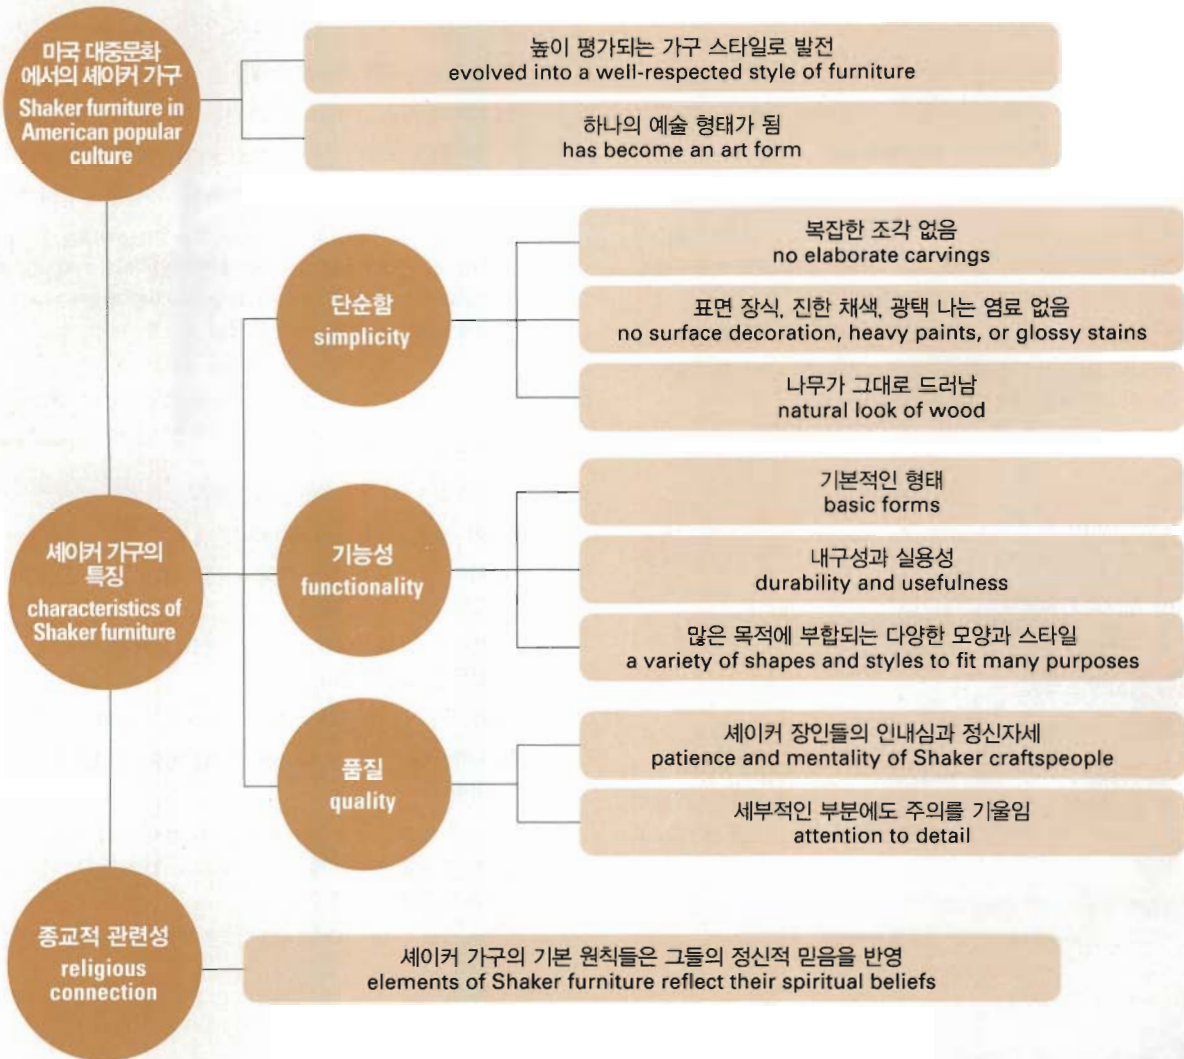 미국 대중문화
에서의 셰이커 가구
Shaker furniture in
American popular
culture
높이 평가되는 가구 스타일로 발전
evolved into a well-respected style of furniture
하나의 예술 형태가 됨
has become an art form
셰이커 가구의
특징
characteristics of
Shaker furniture
단순함
simplicity
복잡한 조각 없음
no elaborate carvings
표면 장식, 진한 채색, 광택 나는 염료 없음
no surface decoration, heavy paints, or glossy stains
나무가 그대로 드러남
natural look of wood
기능성
functionality
기본적인 형태
basic forms
내구성과 실용성
durability and usefulness
많은 목적에 부합되는 다양한 모양과 스타일
a variety of shapes and styles to fit many purposes
품질
quality
셰이커 장인들의 인내심과 정신자세
patience and mentality of Shaker craftspeople
세부적인 부분에도 주의를 기울임
attention to detail
종교적 관련성
religious
connection
셰이커 가구의 기본 원칙들은 그들의 정신적 믿음을 반영
elements of Shaker furniture reflect their spiritual beliefs